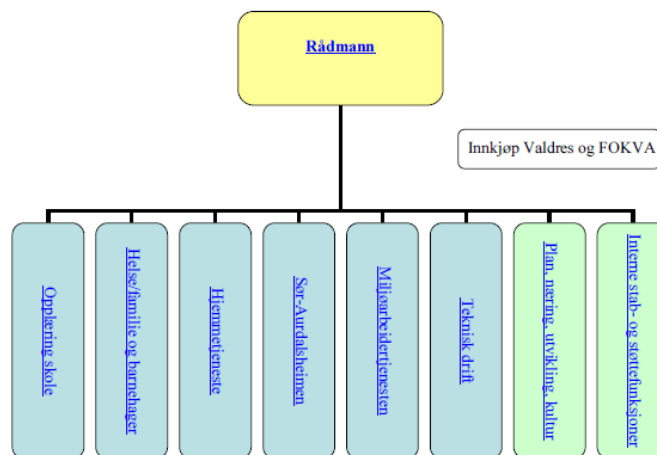 Rådmann
Innkjøp Valdres og FOKVA
Opplæring skole
Helse/familie og
barnehager
Hjemmetjeneste
Sør-Aurdalsheimen
Miljøarbeidertjenesten
Teknisk drift
Plan, næring,
utvikling, kultur
Interne stab- og
støttefunksjoner